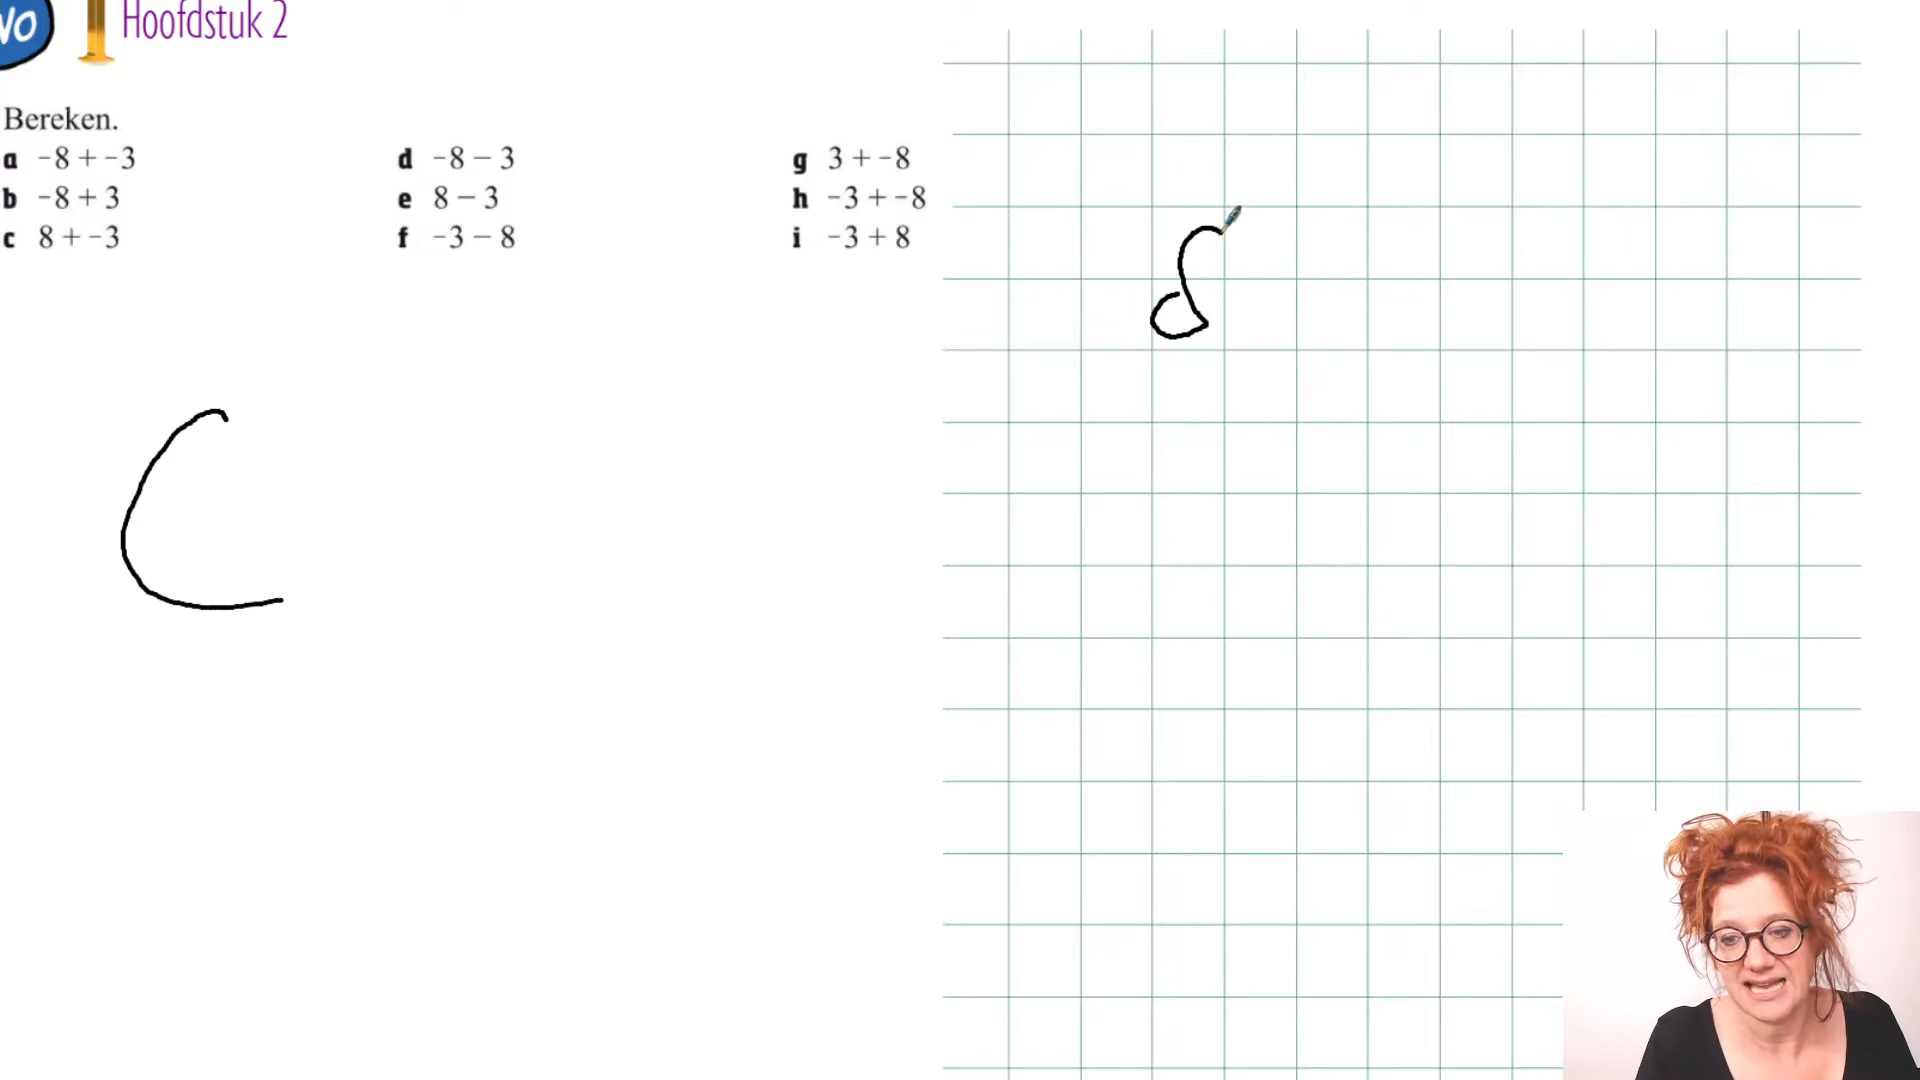 VO Hoofdstuk 2
Bereken.
a -8 + -3 d -8 – 3 g 3 + -8
b -8 + 3 e 8 – 3 h -3 + -8
c 8 + -3 f -3 – 8 i -3 + 8